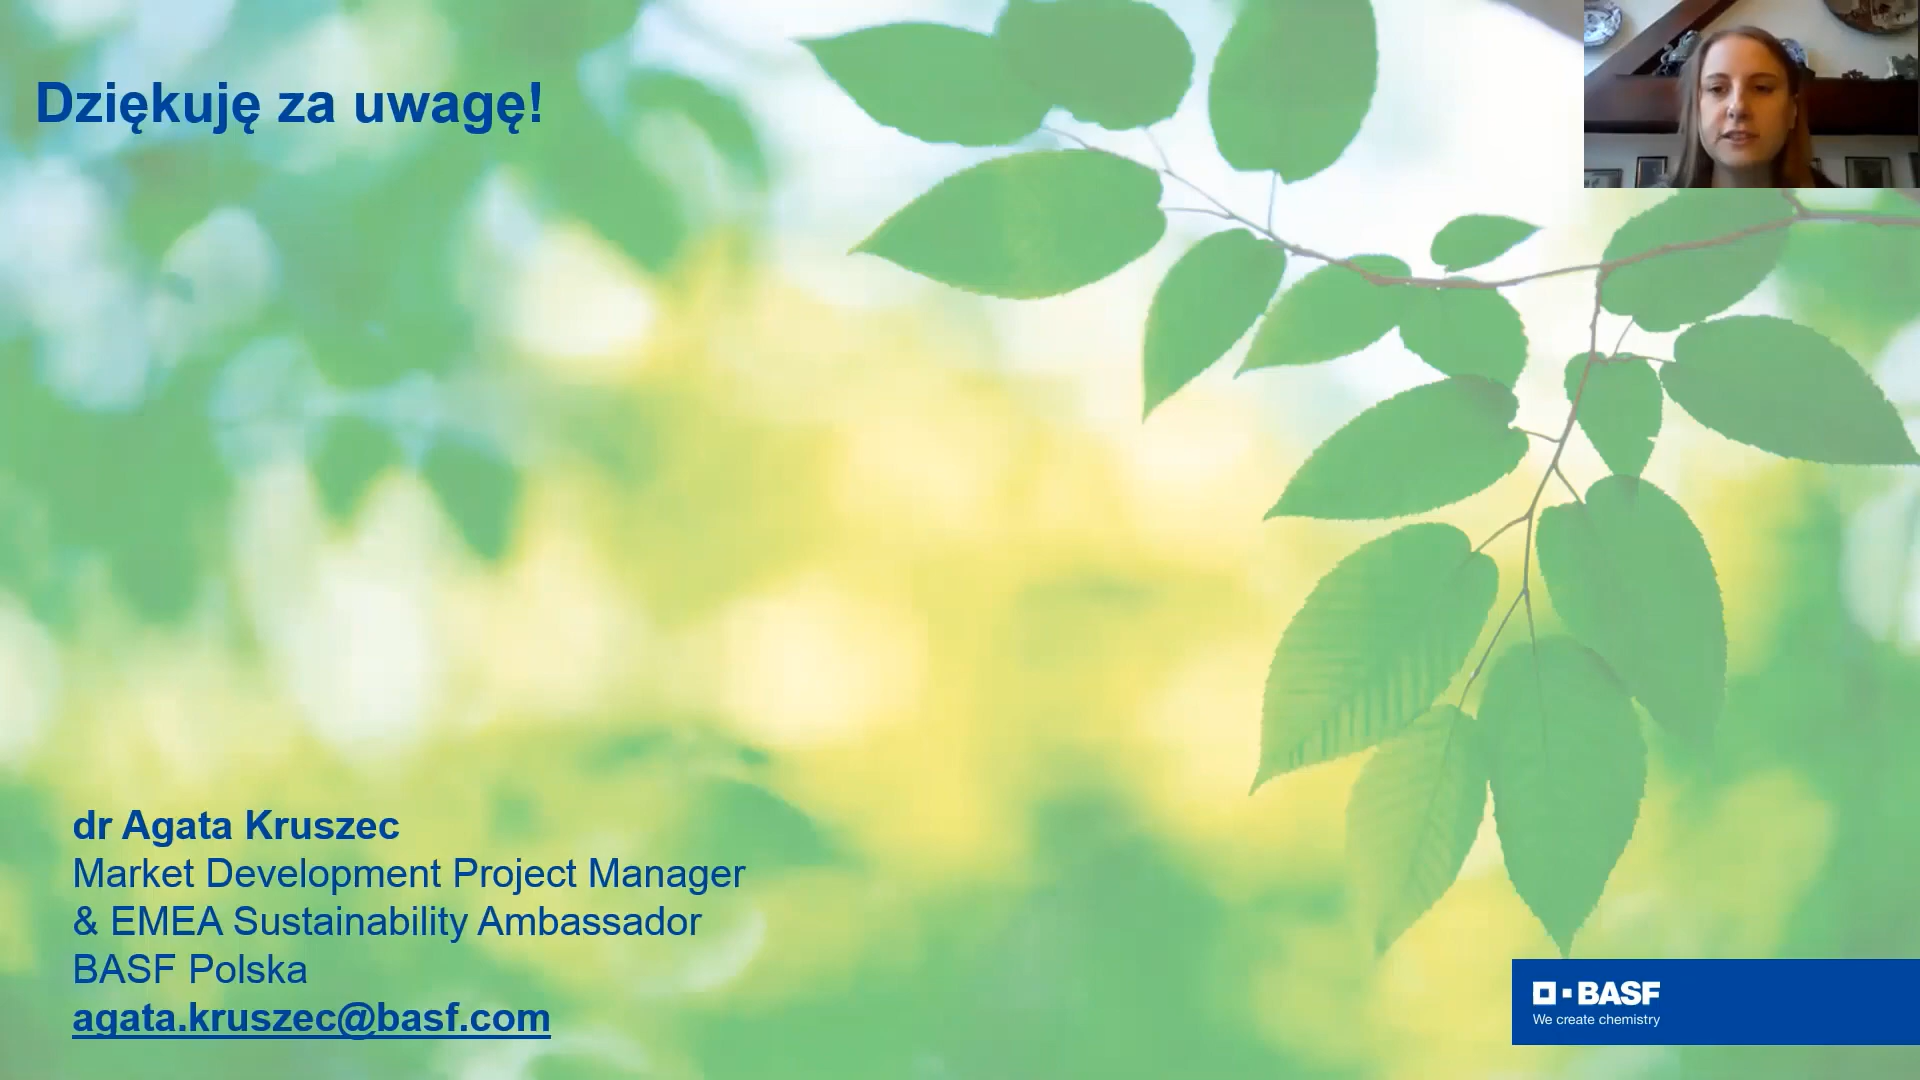 Dziękuję za uwagę!
dr Agata Kruszec
Market Development Project Manager
& EMEA Sustainability Ambassador
BASF Polska
agata.kruszec@basf.com
BASF
We create chemistry